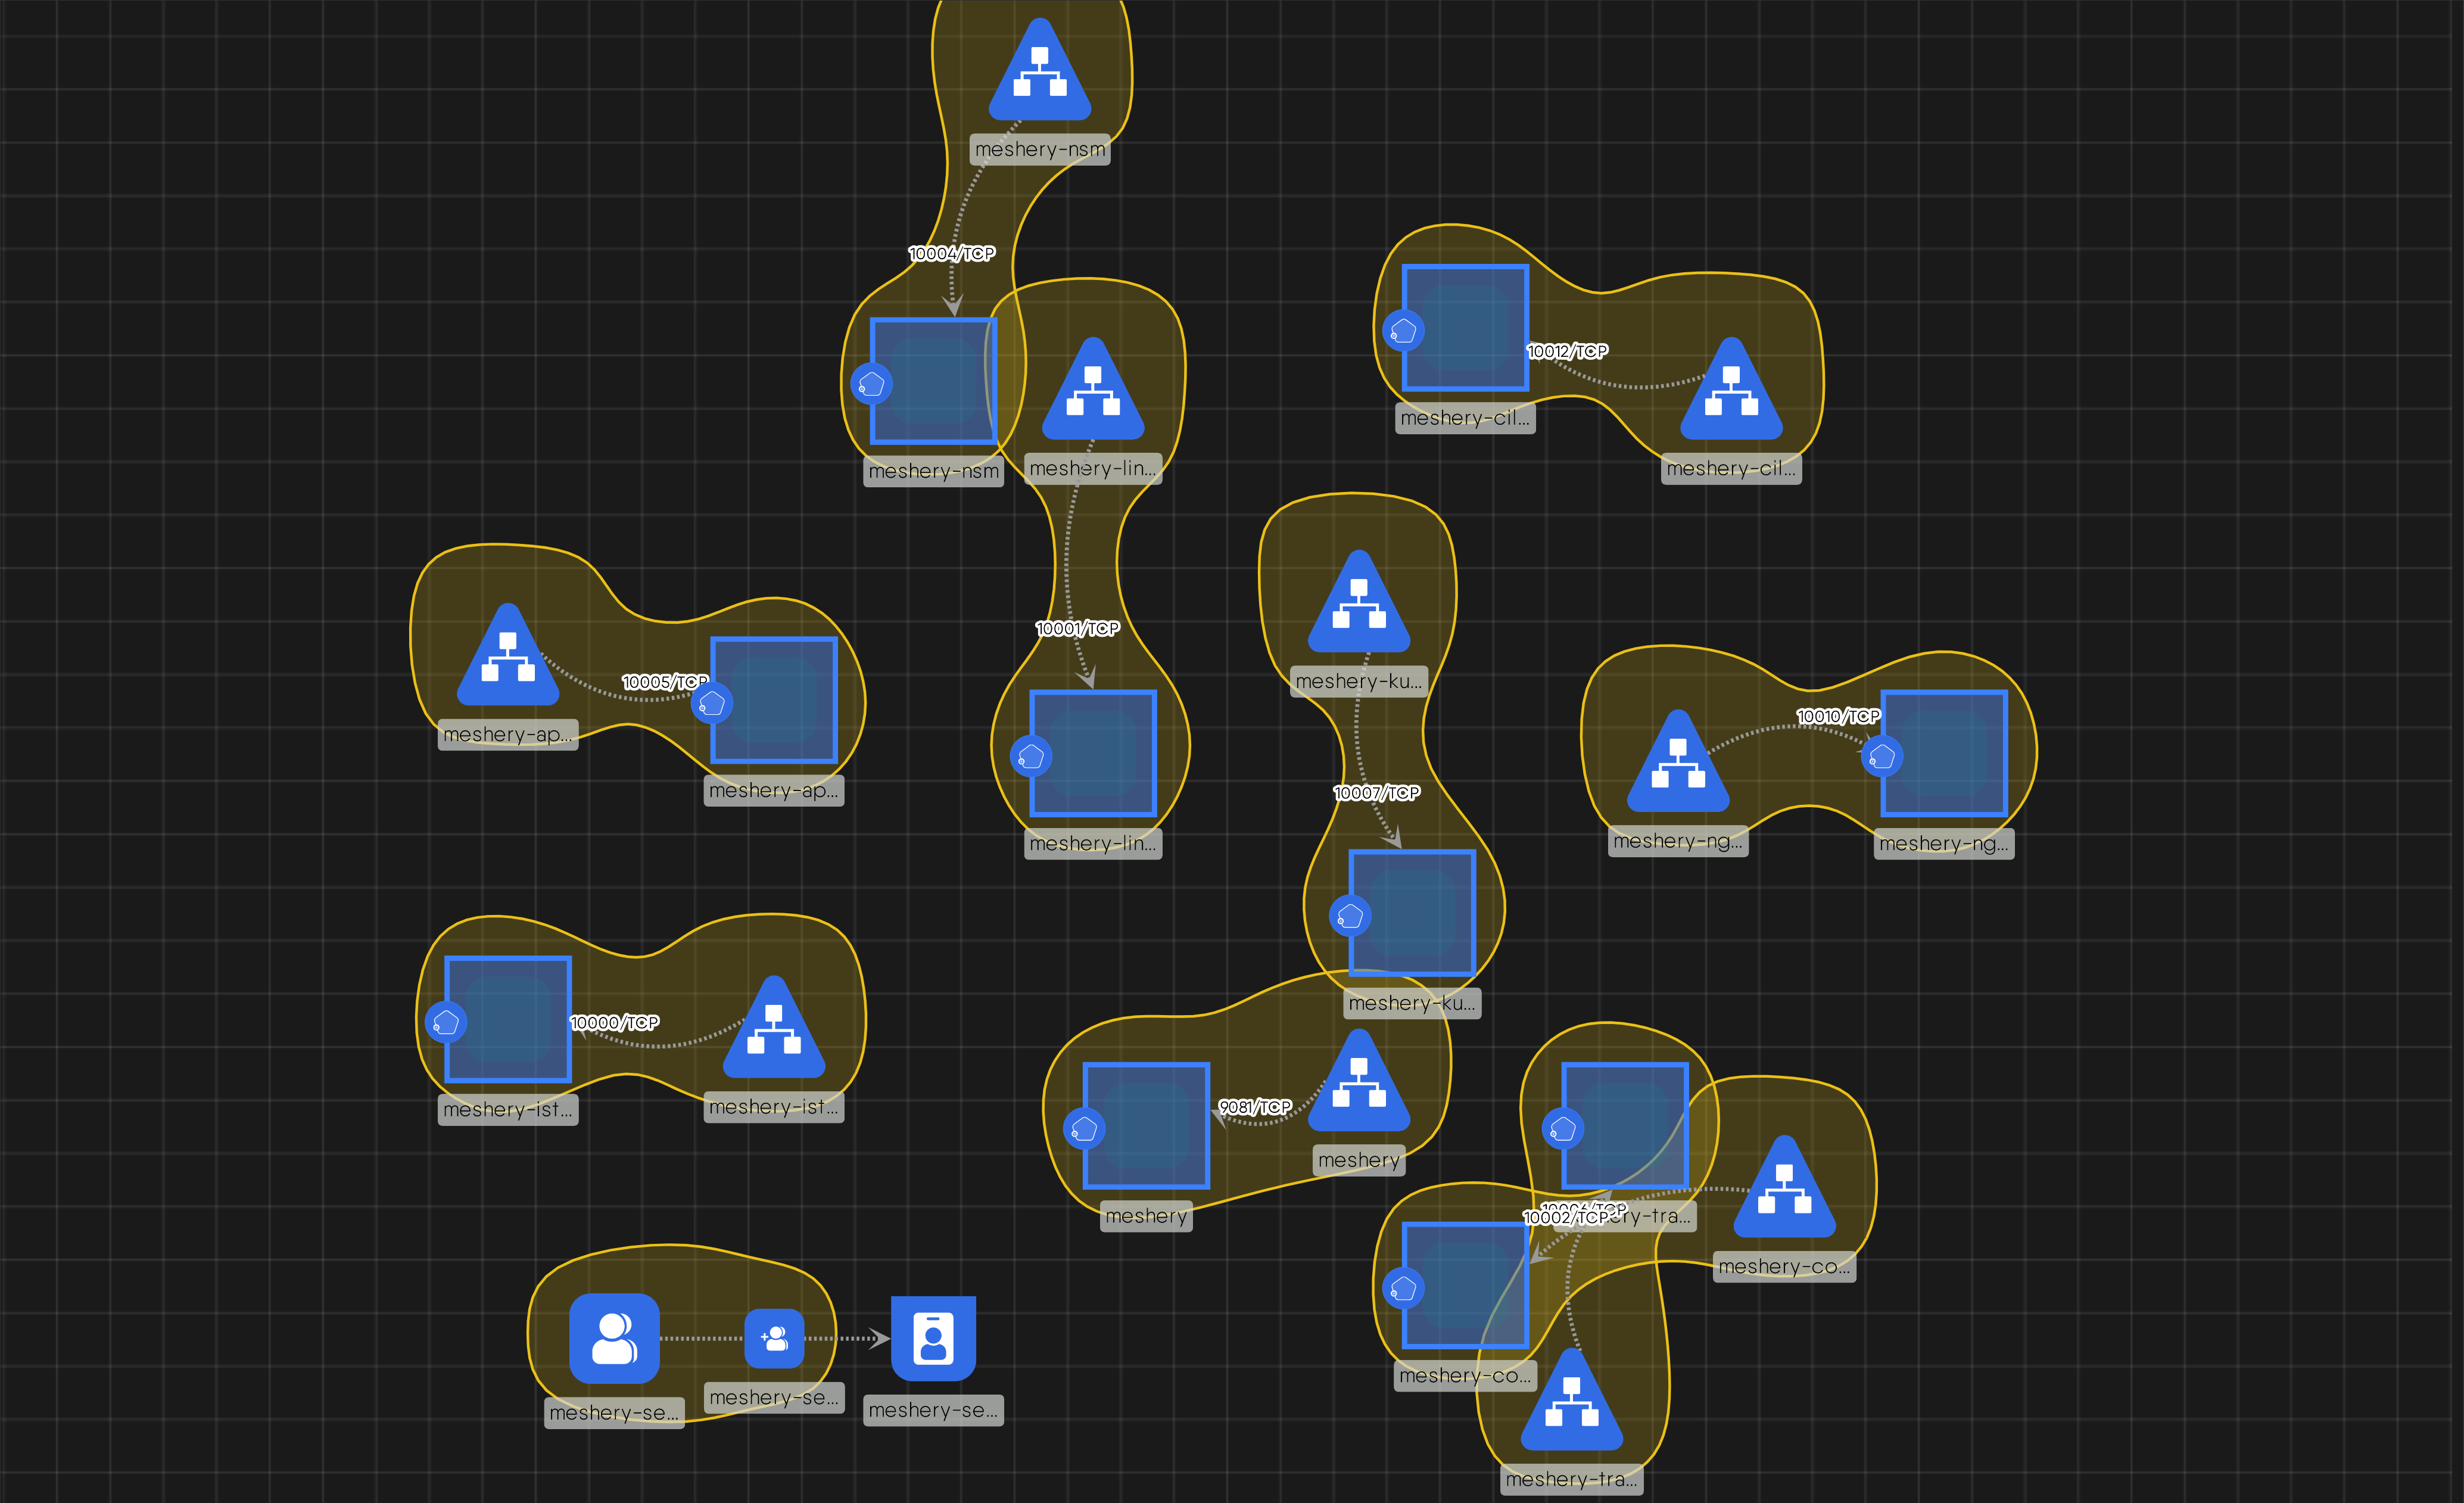 meshery-nsm
10004/TCP
meshery-nsm
meshery-lin...
10012/TCP
meshery-cil...
meshery-cil...
10001/TCP
meshery-lin...
10005/TCP
meshery-ap...
meshery-ap...
meshery-ku...
10007/TCP
meshery-ku...
10010/TCP
meshery-ng...
meshery-ng...
10000/TCP
meshery-ist...
meshery-ist...
9081/TCP
meshery
meshery
10006/TCP
10002/TCP
ery-tra...
meshery-co...
meshery-co...
meshery-tra...
meshery-se...
meshery-se...
meshery-se...